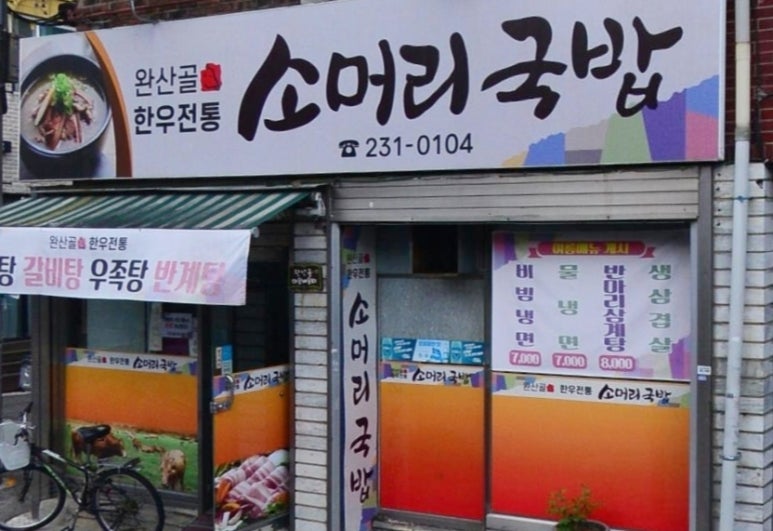 완산골
한우전통
소머리국밥
☎ 231-0104
완산골 한우전통
탕 갈비탕 우족탕 반계탕
완산골
한우전통
소머리국밥
여름메뉴 개시
비빔냉면
7,000
물냉면
7,000
반마리삼계탕
8,000
생삼겹살
완산골 한우전통 소머리국밥
소머리국밥
소머리국밥
완산골 한우전통 소머리국밥